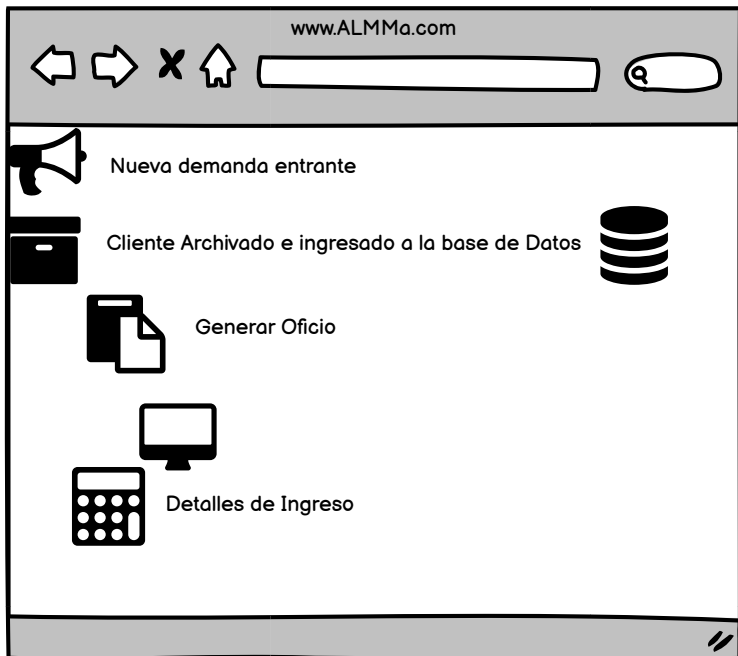 www.ALMMa.com
Nueva demanda entrante
Cliente Archivado e ingresado a la base de Datos
Generar Oficio
Detalles de Ingreso